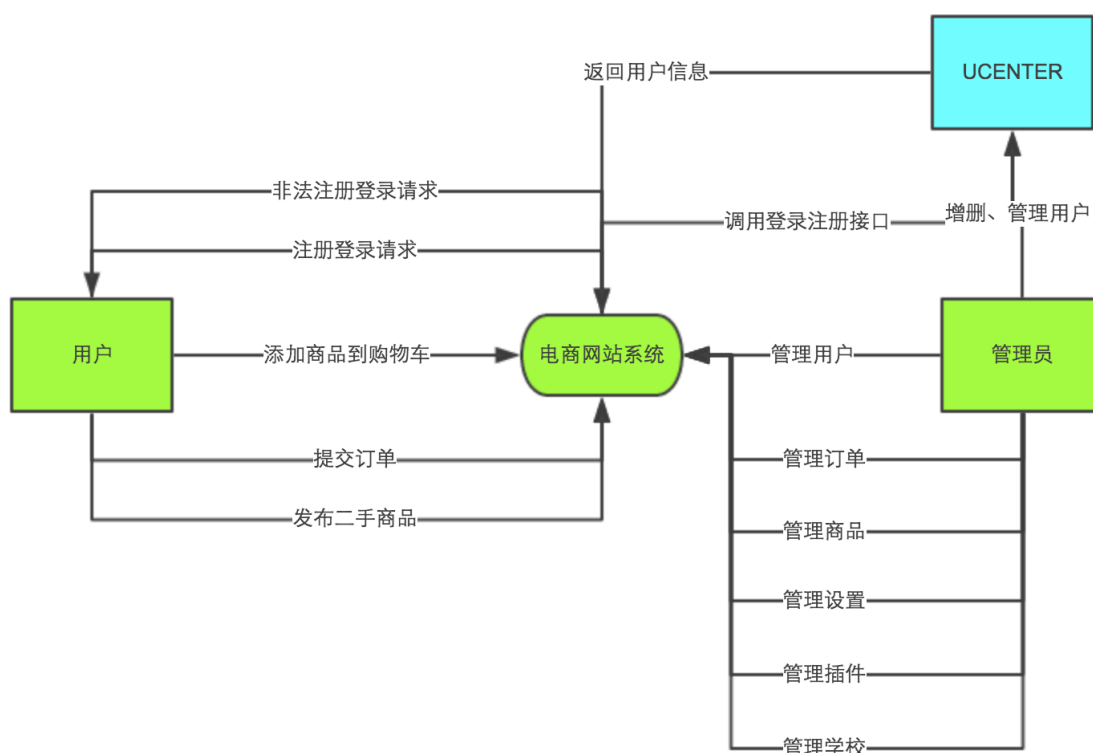 UCENTER
返回用户信息
非法注册登录请求
调用登录注册接口
增删、管理用户
注册登录请求
用户
添加商品到购物车
电商网站系统
管理用户
管理员
提交订单
管理订单
发布二手商品
管理商品
管理设置
管理插件
管理学校